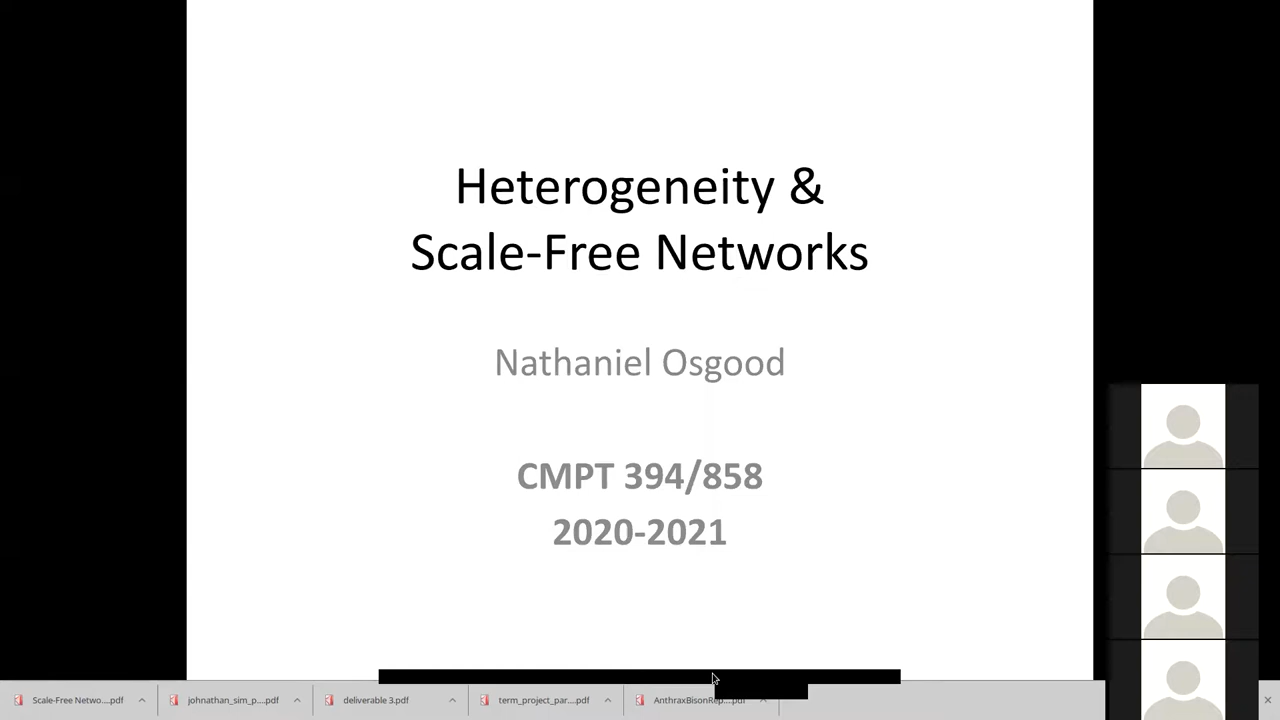 Heterogeneity &
Scale-Free Networks
Nathaniel Osgood
CMPT 394/858
2020-2021
Scale-Free Netwo....pdf
johnathan_sim_p....pdf
deliverable 3.pdf
term_project_par....pdf
AnthraxBisonRep....pdf